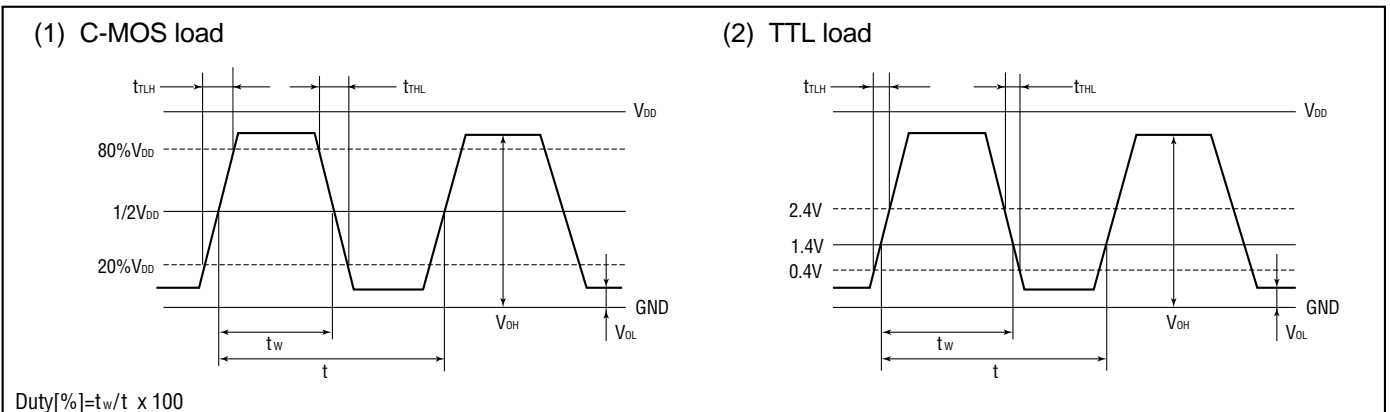 (1) C-MOS load
tTLH
tTHL
VDD
80%VDD
1/2VDD
20%VDD
GND
VOH
VOL
tw
t
(2) TTL load
tTLH
tTHL
VDD
2.4V
1.4V
0.4V
GND
VOH
VOL
tw
t
Duty[%]=tw/t x 100